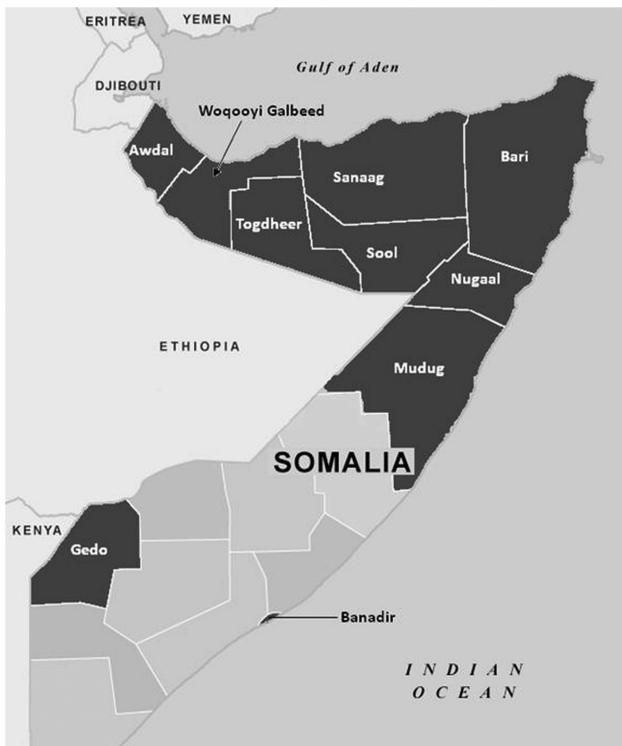 ERITREA
YEMEN
Gulf of Aden
DJIBOUTI
Woqooyi Galbeed
Awdal
Bari
Sanaag
Togdheer
Sool
Nugaal
ETHIOPIA
Mudug
SOMALIA
KENYA
Gedo
Banadir
INDIAN
OCEAN